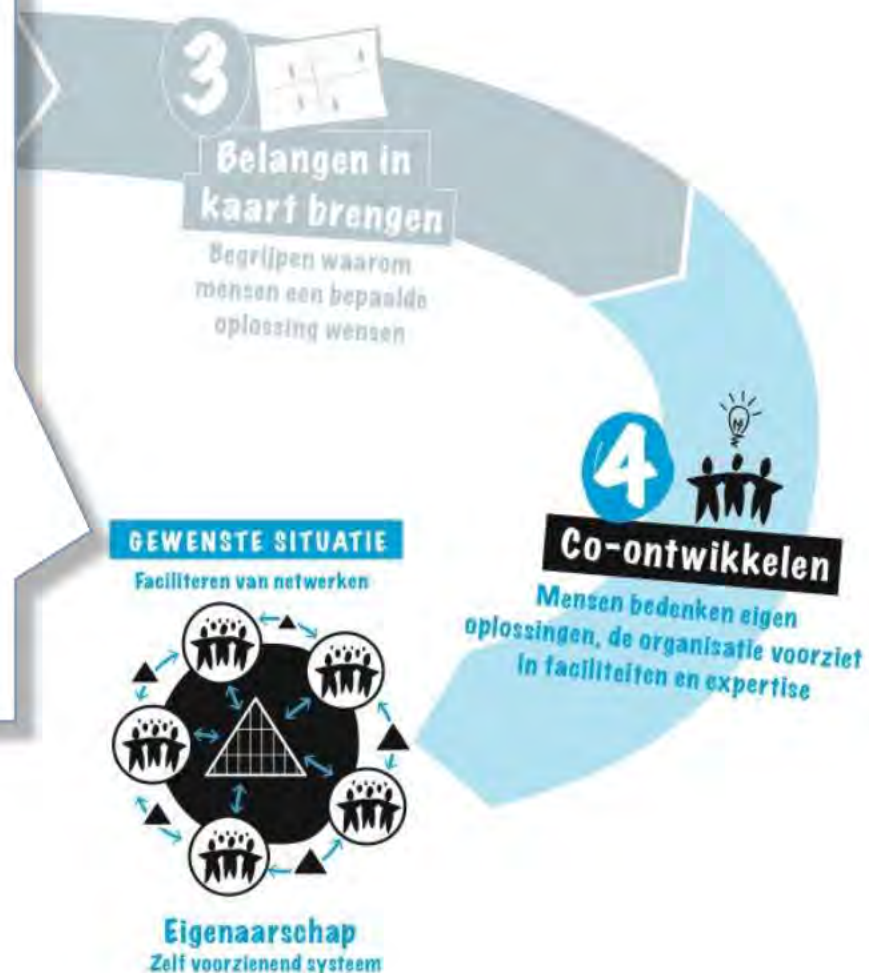 3
Belangen in
kaart brengen
Begrijpen waarom
mensen een bepaalde
oplossing wensen
4
Co-ontwikkelen
Mensen bedenken eigen
oplossingen, de organisatie voorziet
in faciliteiten en expertise
GEWENSTE SITUATIE
Faciliteren van netwerken
Eigenaarschap
Zelf voorzienend systeem